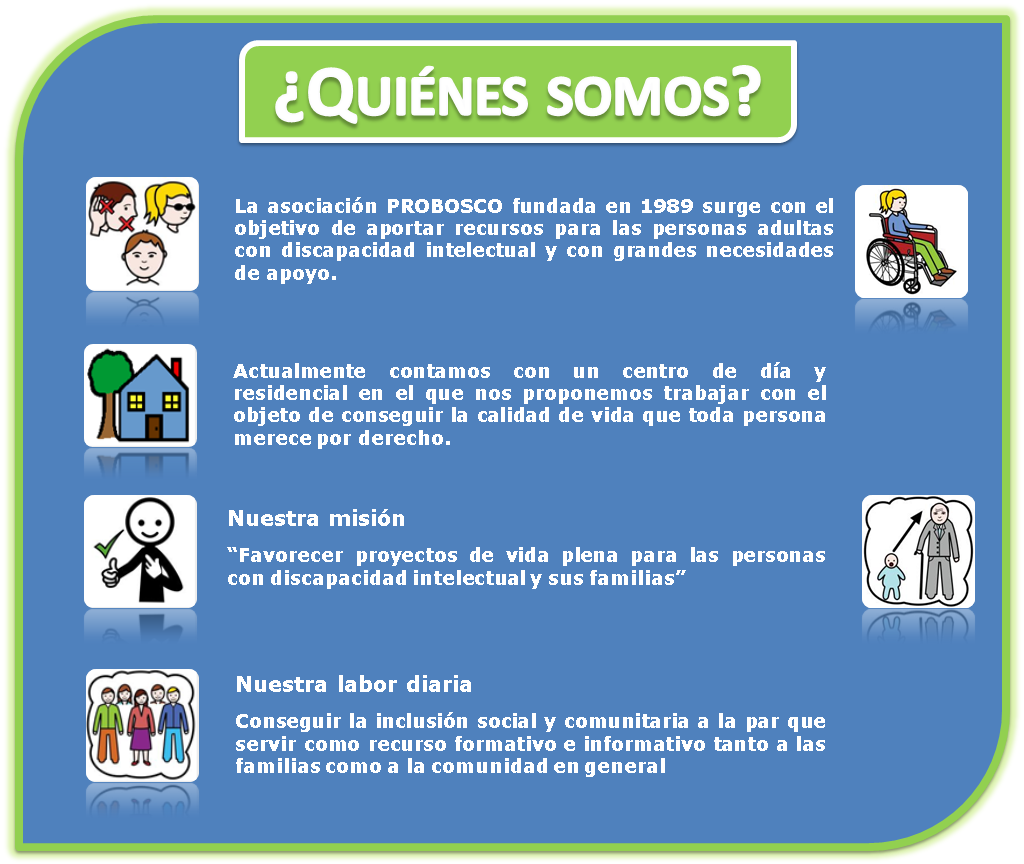 ¿QUIÉNES SOMOS?
La asociación PROBOSCO fundada en 1989 surge con el
objetivo de aportar recursos para las personas adultas
con discapacidad intelectual y con grandes necesidades
de apoyo.
Actualmente contamos con un centro de día y
residencial en el que nos proponemos trabajar con el
objeto de conseguir la calidad de vida que toda persona
merece por derecho.
Nuestra misión
“Favorecer proyectos de vida plena para las personas
con discapacidad intelectual y sus familias”
Nuestra labor diaria
Conseguir la inclusión social y comunitaria a la par que
servir como recurso formativo e informativo tanto a las
familias como a la comunidad en general